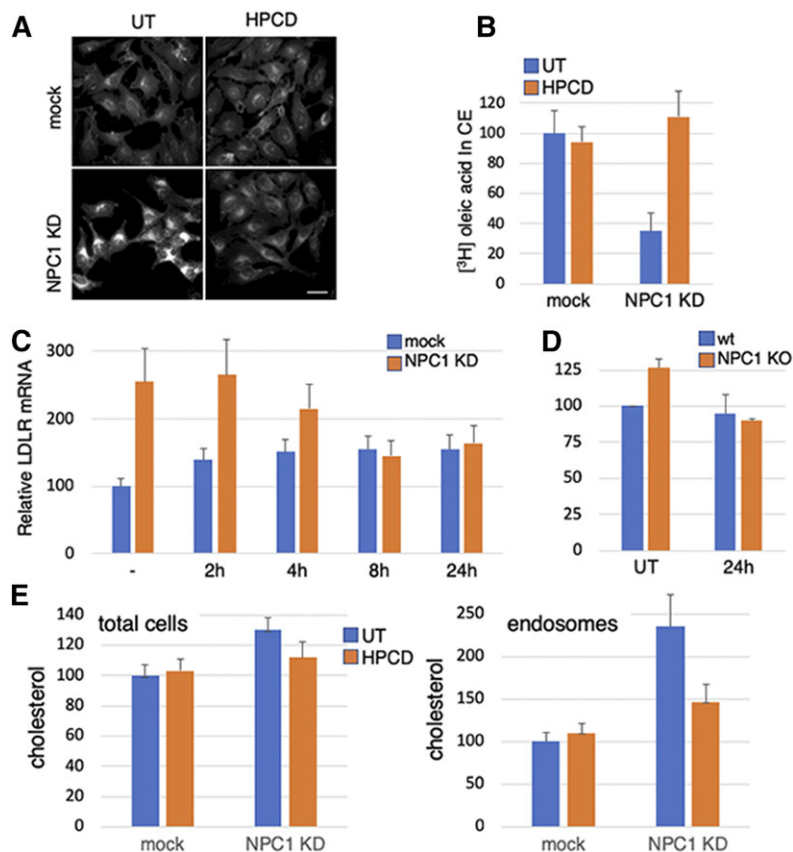 A
UT
HPCD
mock
NPC1 KD
B
UT
HPCD
[³H] oleic acid In CE
120
100
80
60
40
20
0
mock
NPC1 KD
C
mock
NPC1 KD
Relative LDLR mRNA
300
200
100
0
-
2h
4h
8h
24h
D
wt
NPC1 KO
125
100
75
50
25
0
UT
24h
E
total cells
UT
HPCD
cholesterol
140
120
100
80
60
40
20
0
mock
NPC1 KD
endosomes
cholesterol
250
200
150
100
50
0
mock
NPC1 KD